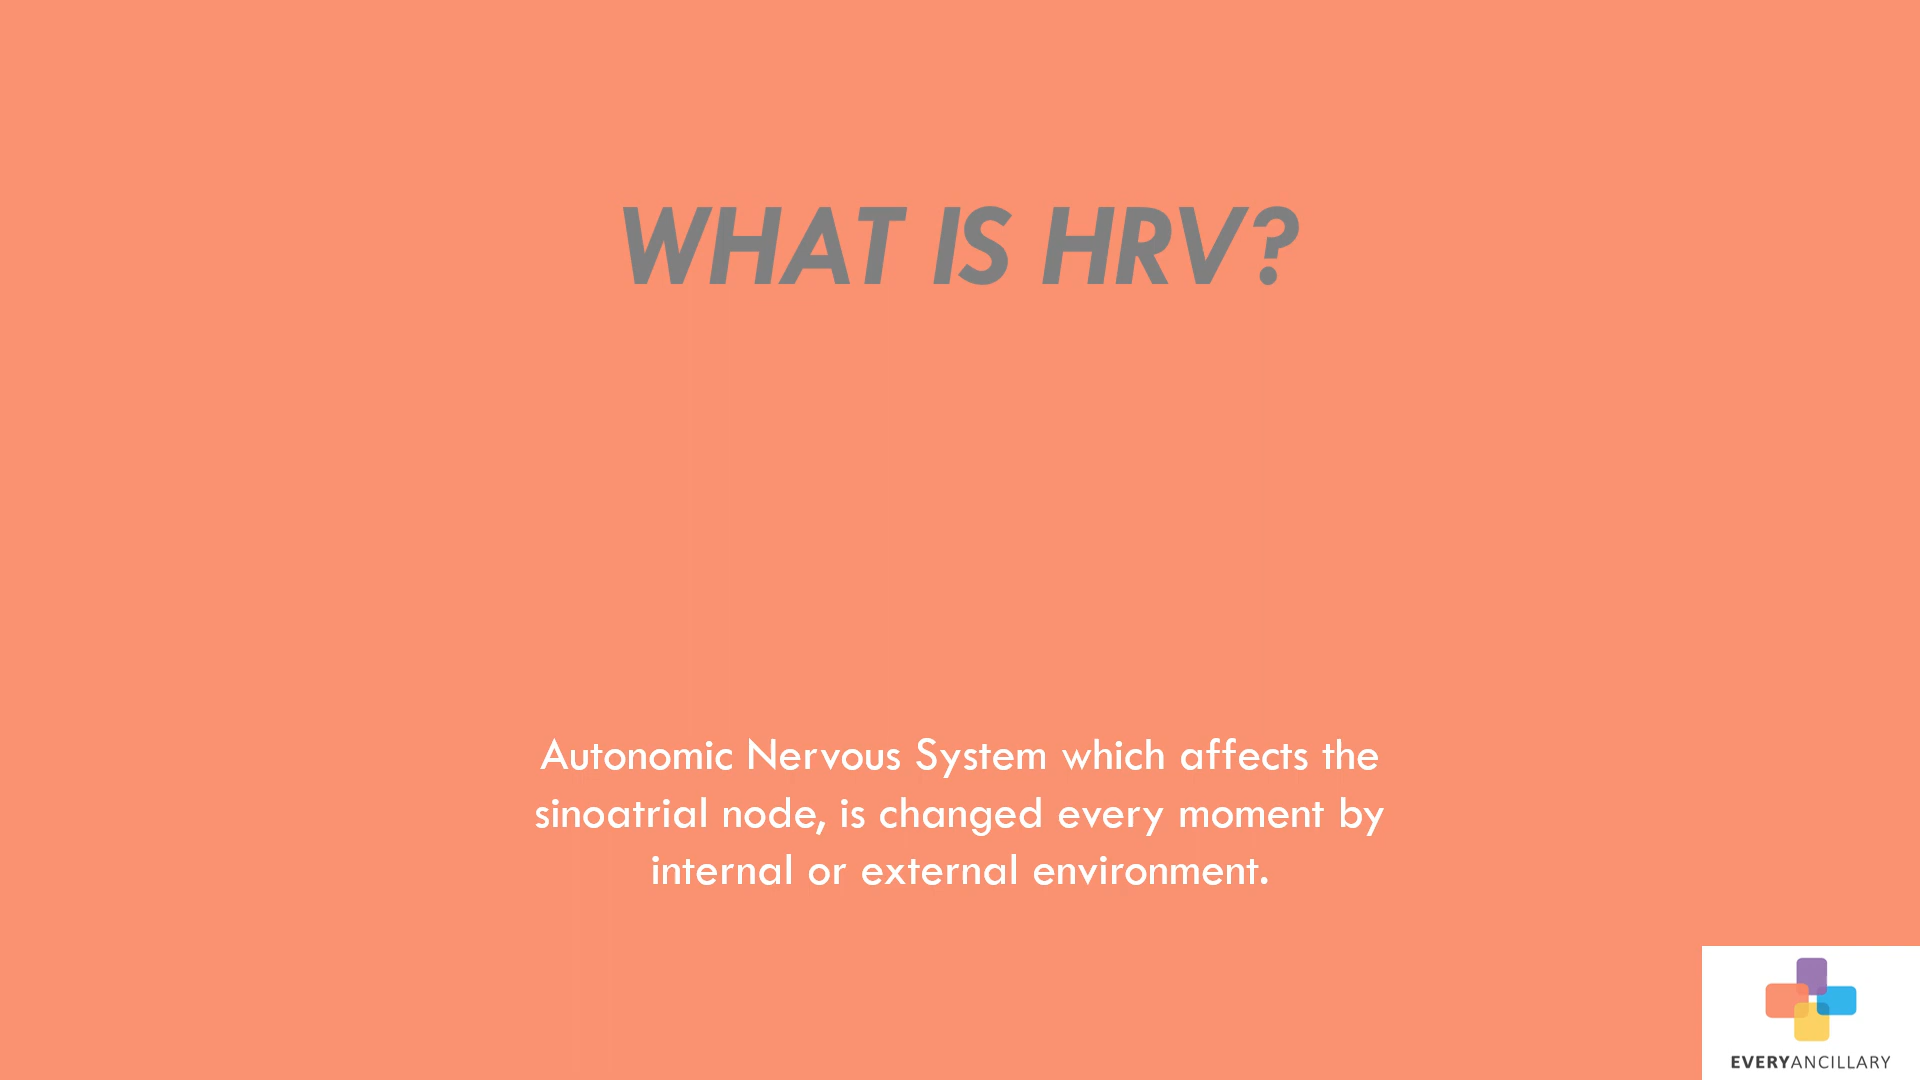 WHAT IS HRV?
Autonomic Nervous System which affects the
sinoatrial node, is changed every moment by
internal or external environment.
EVERYANCILLARY